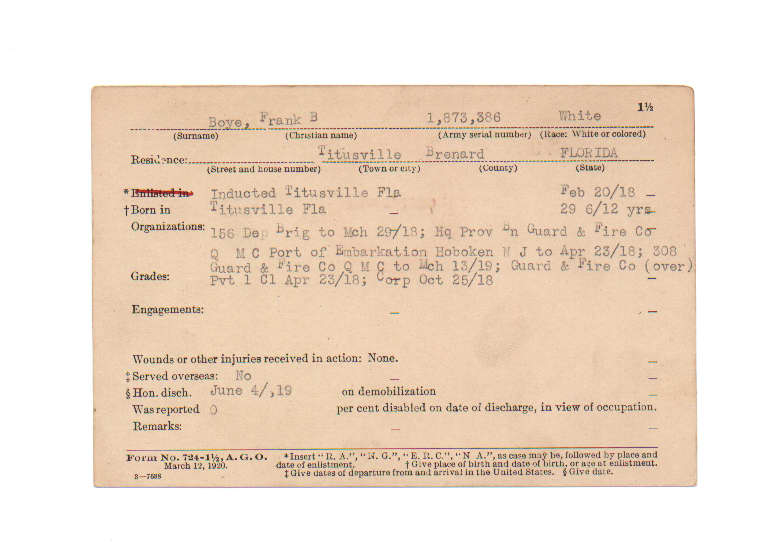 1½
Boye, Frank B 1,873,386 White
(Surname) (Christian name) (Army serial number) (Race: White or colored)
Residence: Titusville Brenard FLORIDA
(Street and house number) (Town or city) (County) (State)
* Enlisted in Inducted Titusville Fla Feb 20/18
† Born in Titusville Fla 29 6/12 yrs
Organizations: 156 Dep Brig to Mch 29/18; Hq Prov Bn Guard & Fire Co
Q M C Port of Embarkation Hoboken N J to Apr 23/18; 308
Guard & Fire Co Q M C to Mch 13/19; Guard & Fire Co (over)
Grades: Pvt 1 Cl Apr 23/18; Corp Oct 25/18
Engagements:
Wounds or other injuries received in action: None.
‡ Served overseas: No
§ Hon. disch. June 4/,19 on demobilization
Was reported 0 per cent disabled on date of discharge, in view of occupation.
Remarks:
Form No. 724-1½, A. G. O. *Insert "R. A.", "N. G.", "E. R. C.", "N A.", as case may be, followed by place and
March 12, 1920. date of enlistment. † Give place of birth and date of birth, or age at enlistment.
3—7688 ‡ Give dates of departure from and arrival in the United States. § Give date.